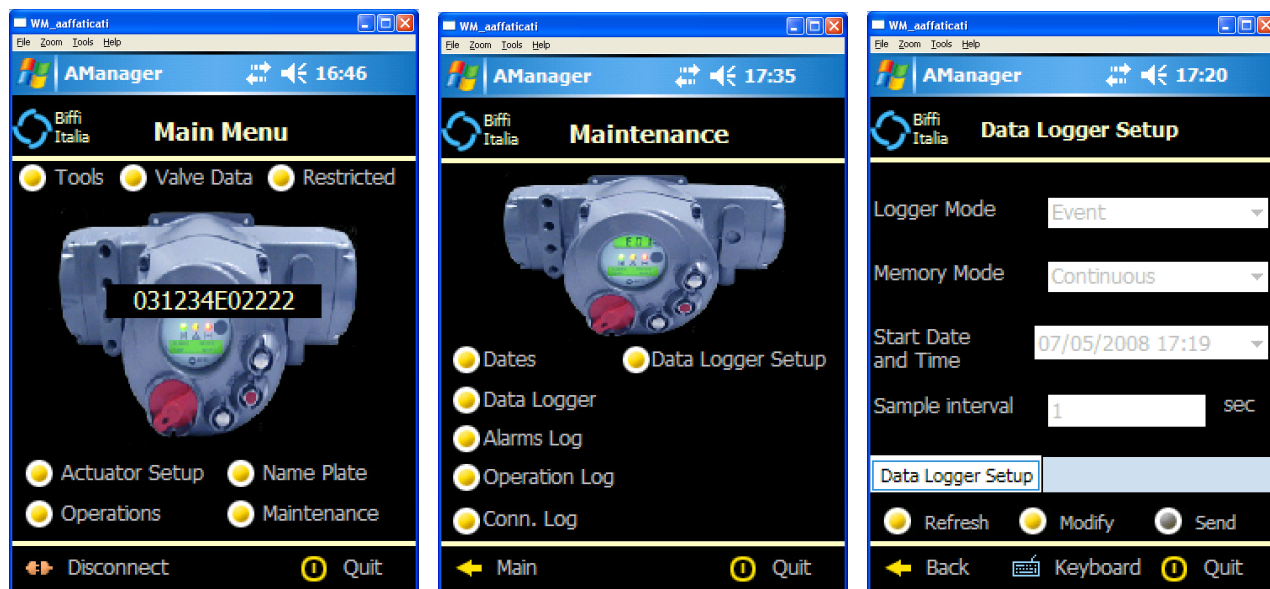 WM_aaffaticati
File Zoom Tools Help
AManager 16:46
Biffi
Italia
Main Menu
Tools Valve Data Restricted
031234E02222
Actuator Setup Name Plate
Operations Maintenance
Disconnect Quit
WM_aaffaticati
File Zoom Tools Help
AManager 17:35
Biffi
Italia
Maintenance
Dates Data Logger Setup
Data Logger
Alarms Log
Operation Log
Conn. Log
Main Quit
WM_aaffaticati
File Zoom Tools Help
AManager 17:20
Biffi
Italia
Data Logger Setup
Logger Mode Event
Memory Mode Continuous
Start Date
and Time
07/05/2008 17:19
Sample interval 1 sec
Data Logger Setup
Refresh Modify Send
Back Keyboard Quit